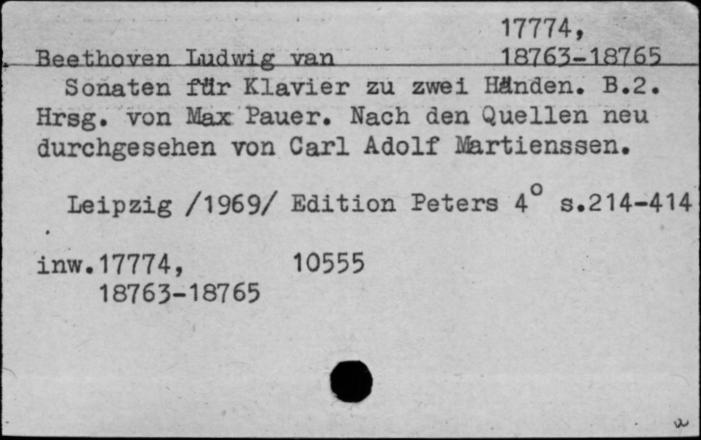 17774,
Beethoven Ludwig van 18763-18765
Sonaten für Klavier zu zwei Händen. B.2.
Hrsg. von Max Pauer. Nach den Quellen neu
durchgesehen von Carl Adolf Martienssen.
Leipzig /1969/ Edition Peters 4° s.214-414
inw.17774, 10555
18763-18765